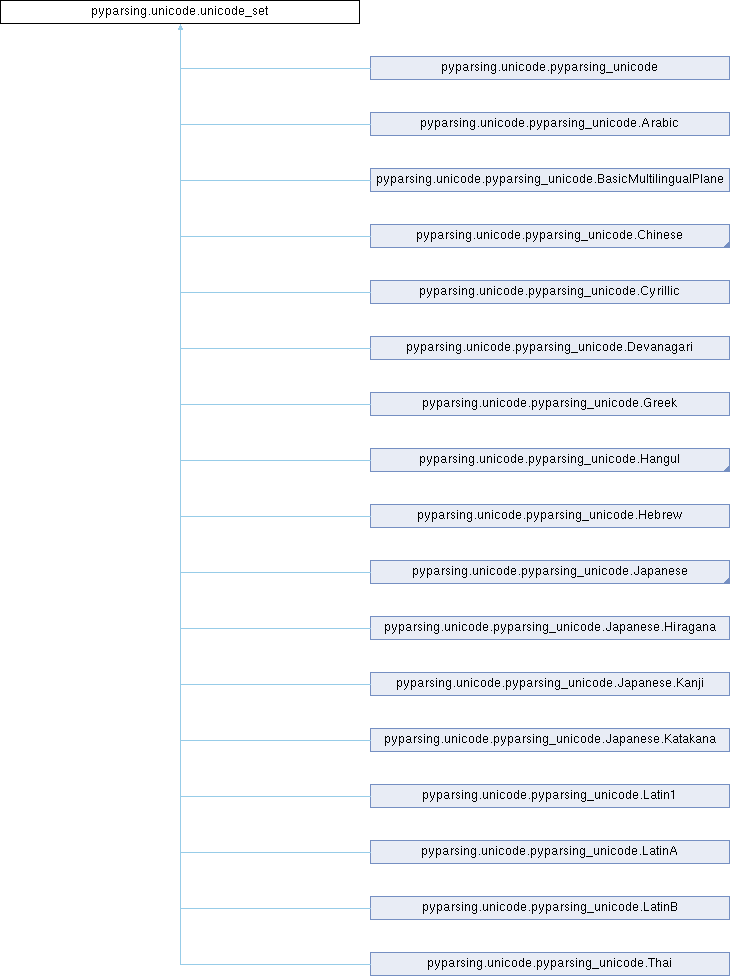 pyparsing.unicode.unicode_set
pyparsing.unicode.pyparsing_unicode
pyparsing.unicode.pyparsing_unicode.Arabic
pyparsing.unicode.pyparsing_unicode.BasicMultilingualPlane
pyparsing.unicode.pyparsing_unicode.Chinese
pyparsing.unicode.pyparsing_unicode.Cyrillic
pyparsing.unicode.pyparsing_unicode.Devanagari
pyparsing.unicode.pyparsing_unicode.Greek
pyparsing.unicode.pyparsing_unicode.Hangul
pyparsing.unicode.pyparsing_unicode.Hebrew
pyparsing.unicode.pyparsing_unicode.Japanese
pyparsing.unicode.pyparsing_unicode.Japanese.Hiragana
pyparsing.unicode.pyparsing_unicode.Japanese.Kanji
pyparsing.unicode.pyparsing_unicode.Japanese.Katakana
pyparsing.unicode.pyparsing_unicode.Latin1
pyparsing.unicode.pyparsing_unicode.LatinA
pyparsing.unicode.pyparsing_unicode.LatinB
pyparsing.unicode.pyparsing_unicode.Thai